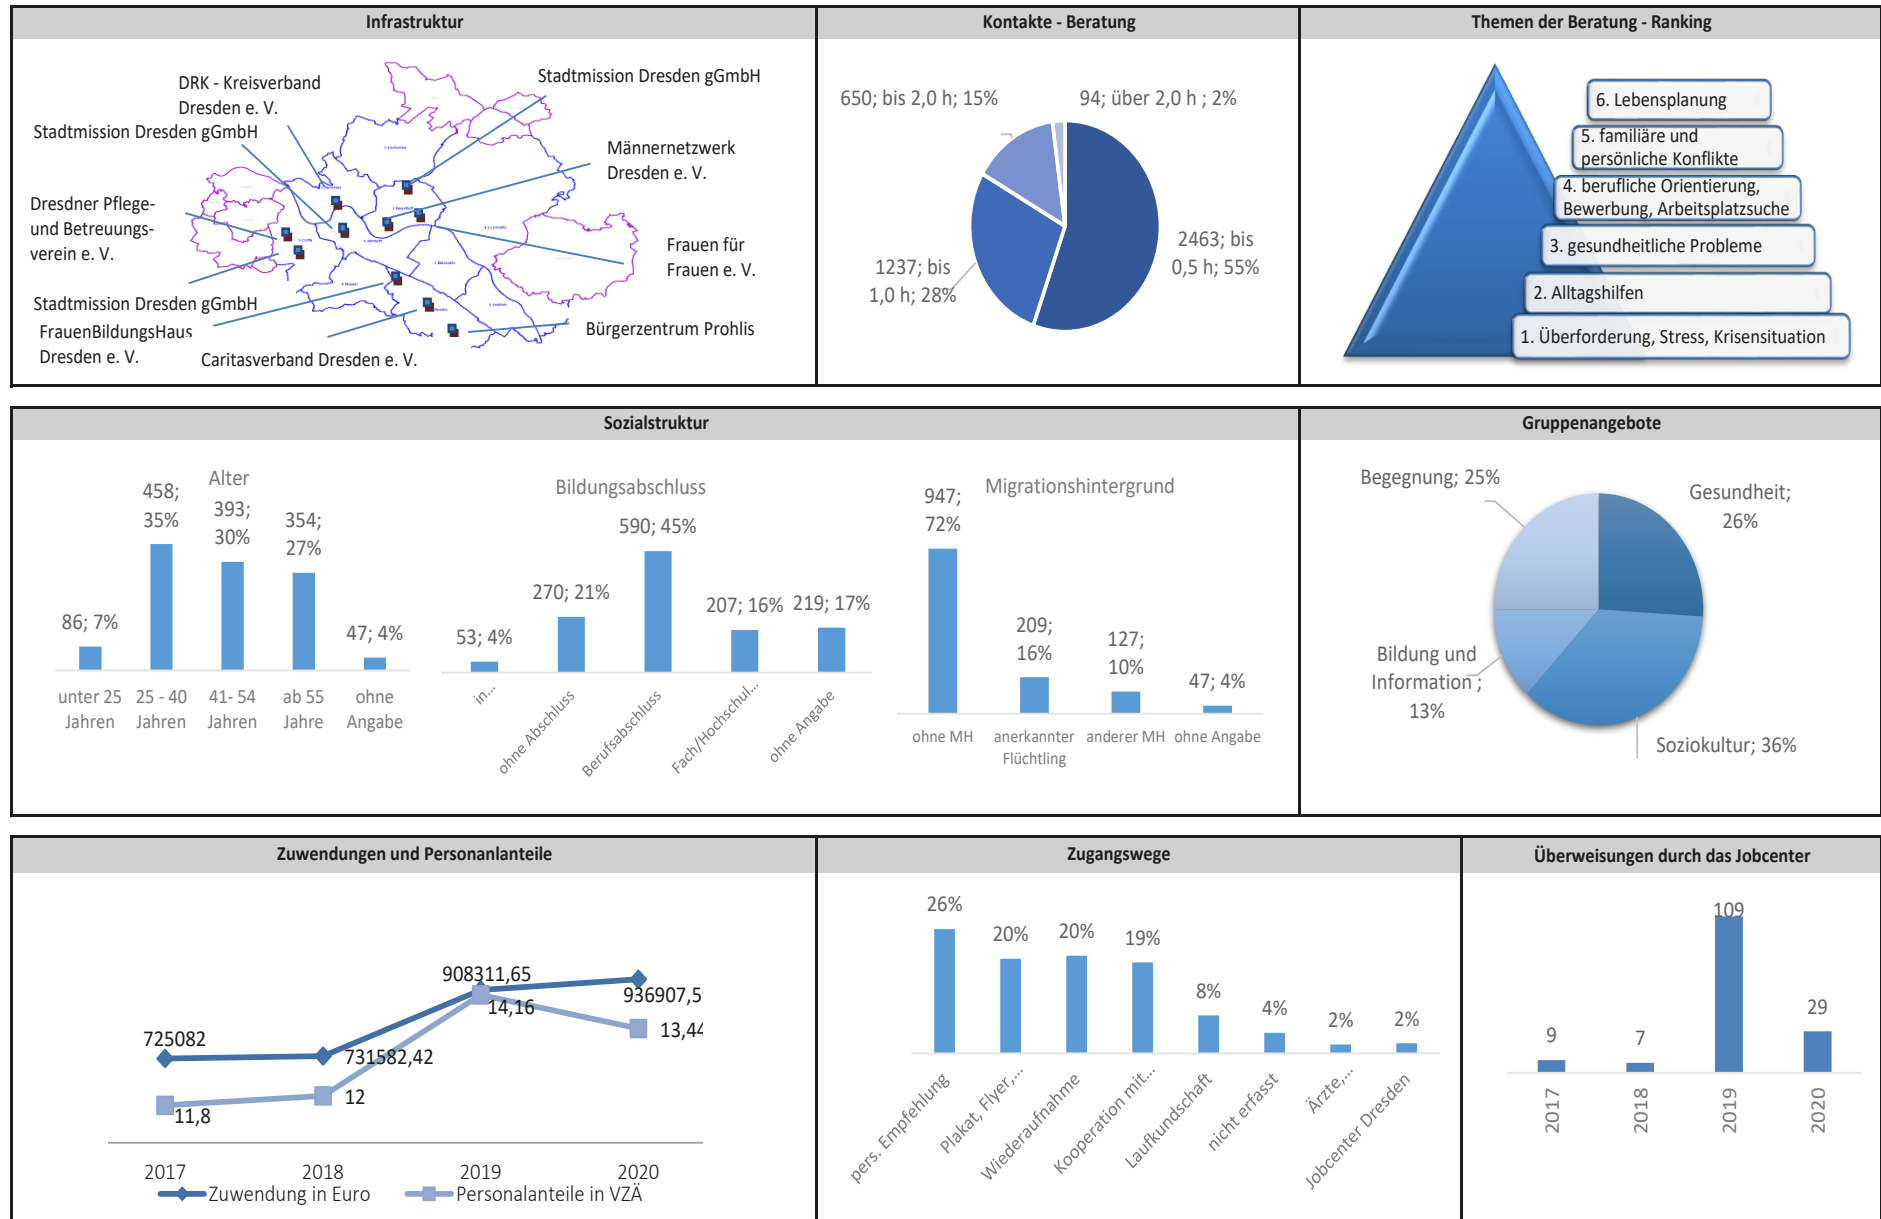 Infrastruktur
DRK - Kreisverband
Dresden e. V.
Stadtmission Dresden gGmbH
Stadtmission Dresden gGmbH
Männernetzwerk
Dresden e. V.
Dresdner Pflege-
und Betreuungs-
verein e. V.
Frauen für
Frauen e. V.
Stadtmission Dresden gGmbH
FrauenBildungsHaus
Dresden e. V.
Caritasverband Dresden e. V.
Bürgerzentrum Prohlis
Kontakte - Beratung
650; bis 2,0 h; 15%
94; über 2,0 h ; 2%
2463; bis
0,5 h; 55%
1237; bis
1,0 h; 28%
Themen der Beratung - Ranking
6. Lebensplanung
5. familiäre und
persönliche Konflikte
4. berufliche Orientierung,
Bewerbung, Arbeitsplatzsuche
3. gesundheitliche Probleme
2. Alltagshilfen
1. Überforderung, Stress, Krisensituation
Sozialstruktur
Alter
86; 7%
458;
35%
393;
30%
354;
27%
47; 4%
unter 25
Jahren
25 - 40
Jahren
41- 54
Jahren
ab 55
Jahre
ohne
Angabe
Bildungsabschluss
53; 4%
270; 21%
590; 45%
207; 16%
219; 17%
in...
ohne Abschluss
Berufsabschluss
Fach/Hochschul...
ohne Angabe
Migrationshintergrund
947;
72%
209;
16%
127;
10%
47; 4%
ohne MH
anerkannter
Flüchtling
anderer MH
ohne Angabe
Gruppenangebote
Begegnung; 25%
Gesundheit;
26%
Bildung und
Information ;
13%
Soziokultur; 36%
Zuwendungen und Personanlanteile
725082
731582,42
908311,65
936907,5
11,8
12
14,16
13,44
2017
2018
2019
2020
Zuwendung in Euro
Personalanteile in VZÄ
Zugangswege
26%
20%
20%
19%
8%
4%
2%
2%
pers. Empfehlung
Plakat, Flyer,...
Wiederaufnahme
Kooperation mit...
Laufkundschaft
nicht erfasst
Ärzte,...
Jobcenter Dresden
Überweisungen durch das Jobcenter
9
7
109
29
2017
2018
2019
2020